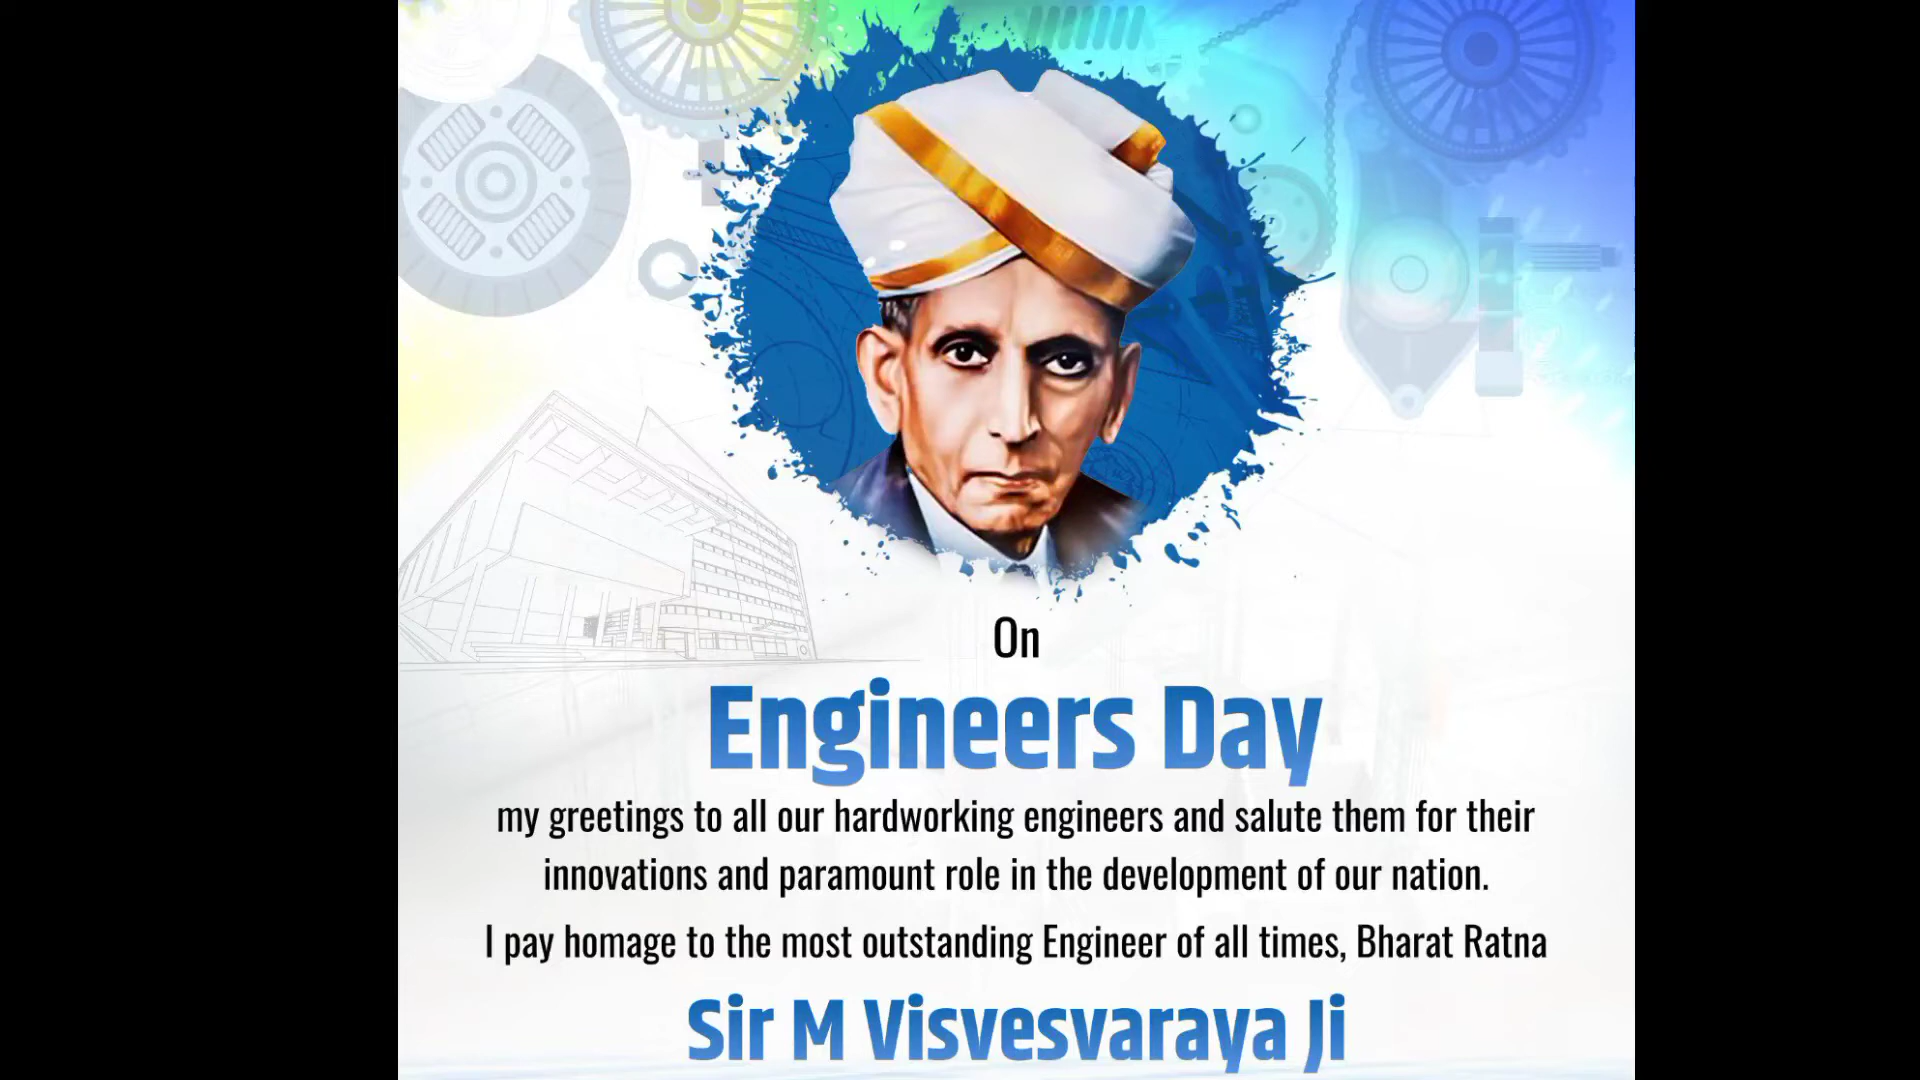 On
Engineers Day
my greetings to all our hardworking engineers and salute them for their
innovations and paramount role in the development of our nation.
I pay homage to the most outstanding Engineer of all times, Bharat Ratna
Sir M Visvesvaraya Ji